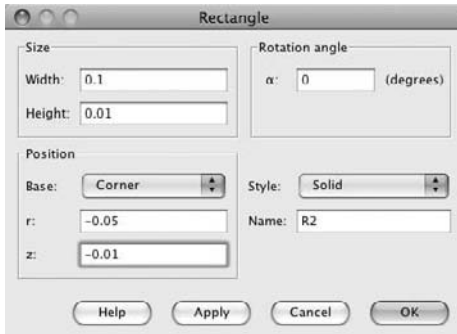 Rectangle
Size
Width: 0.1
Height: 0.01
Rotation angle
α: 0 (degrees)
Position
Base: Corner
r: -0.05
z: -0.01
Style: Solid
Name: R2
Help Apply Cancel OK